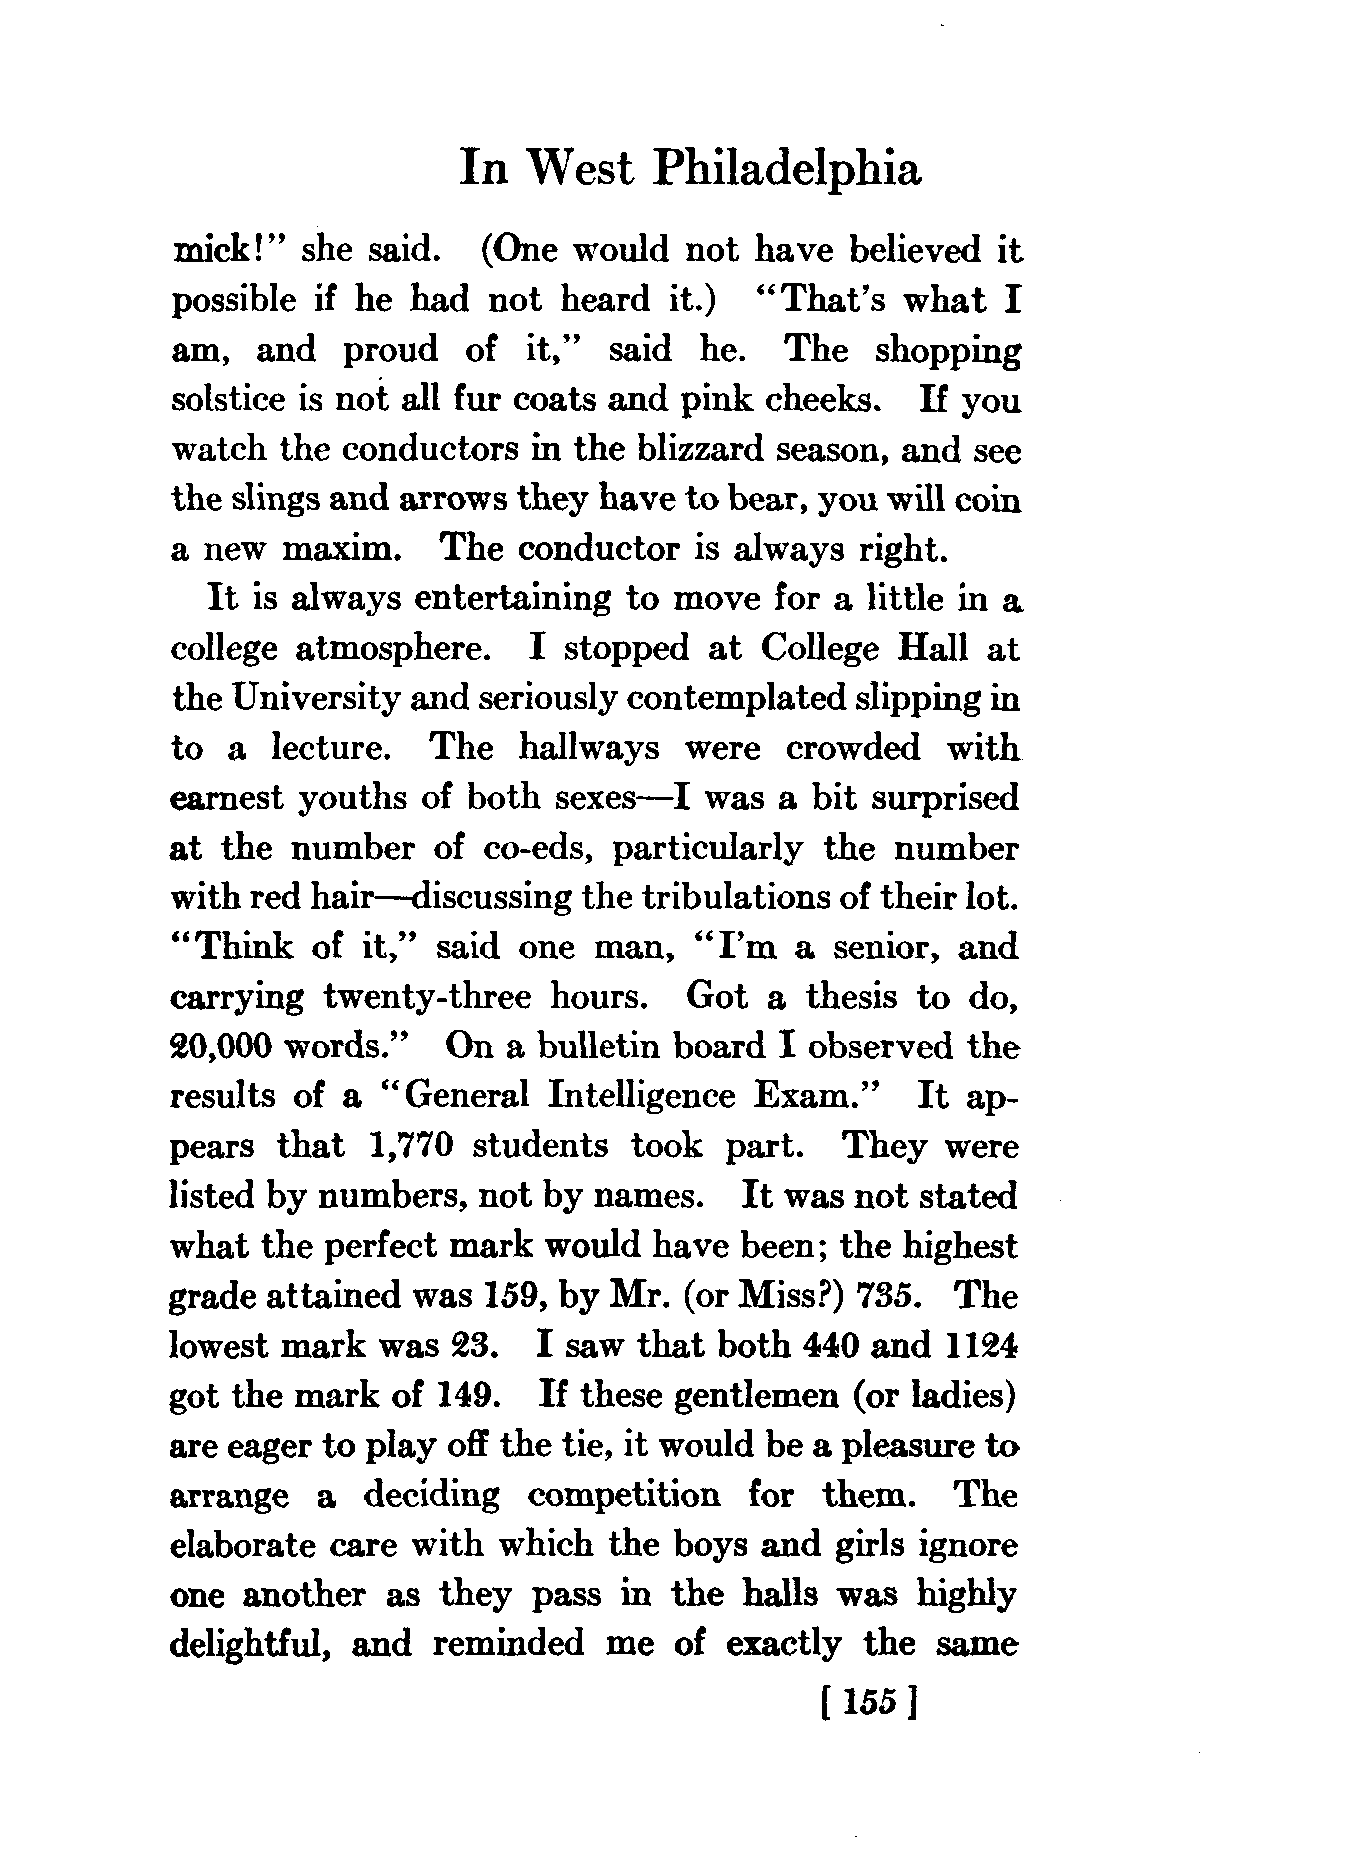 In West Philadelphia
mick!" she said. (One would not have believed it
possible if he had not heard it.) "That's what I
am, and proud of it," said he. The shopping
solstice is not all fur coats and pink cheeks. If you
watch the conductors in the blizzard season, and see
the slings and arrows they have to bear, you will coin
a new maxim. The conductor is always right.
It is always entertaining to move for a little in a
college atmosphere. I stopped at College Hall at
the University and seriously contemplated slipping in
to a lecture. The hallways were crowded with
earnest youths of both sexes—I was a bit surprised
at the number of co-eds, particularly the number
with red hair—discussing the tribulations of their lot.
"Think of it," said one man, "I'm a senior, and
carrying twenty-three hours. Got a thesis to do,
20,000 words." On a bulletin board I observed the
results of a "General Intelligence Exam." It ap-
pears that 1,770 students took part. They were
listed by numbers, not by names. It was not stated
what the perfect mark would have been; the highest
grade attained was 159, by Mr. (or Miss?) 735. The
lowest mark was 23. I saw that both 440 and 1124
got the mark of 149. If these gentlemen (or ladies)
are eager to play off the tie, it would be a pleasure to
arrange a deciding competition for them. The
elaborate care with which the boys and girls ignore
one another as they pass in the halls was highly
delightful, and reminded me of exactly the same
[ 155 ]